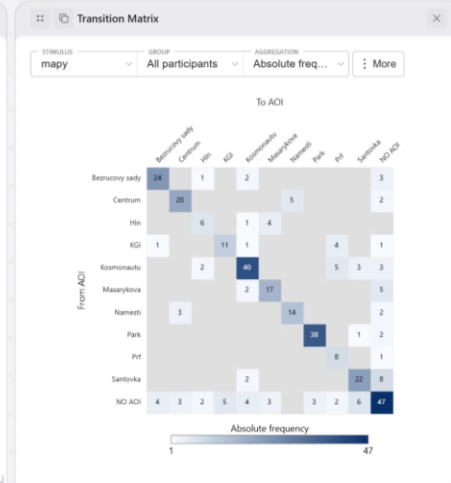 Transition Matrix
STIMULUS
mapy
GROUP
All participants
AGGREGATION
Absolute freq...
More
To AOI
Bezrucovy sady Centrum Hln KGI Kosmonautu Masarykova Namesti Park Prf Santovka NO AOI
From AOI
Bezrucovy sady 24 1 2 3
Centrum 20 5 2
Hln 6 1 4
KGI 1 11 1 4 1
Kosmonautu 2 40 5 3 3
Masarykova 2 17 5
Namesti 3 14 2
Park 38 1 2
Prf 8 1
Santovka 2 22 8
NO AOI 4 3 2 5 4 3 3 2 6 47
Absolute frequency
1 47